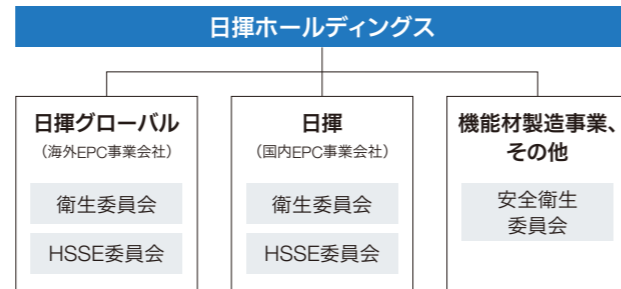 日揮ホールディングス
日揮グローバル
（海外EPC事業会社）
衛生委員会
HSSE委員会
日揮
（国内EPC事業会社）
衛生委員会
HSSE委員会
機能材製造事業、
その他
安全衛生
委員会